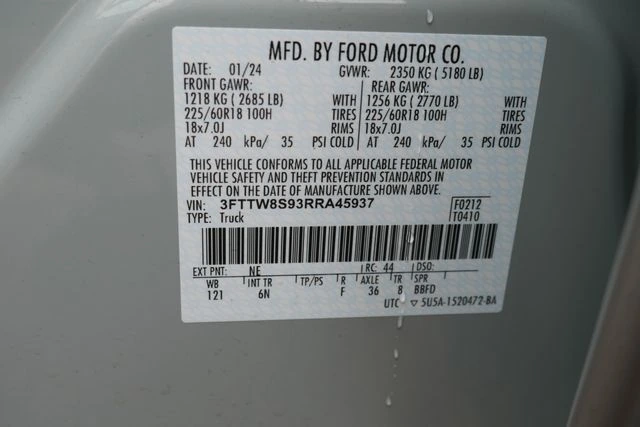 MFD. BY FORD MOTOR CO.
DATE: 01/24 GVWR: 2350 KG ( 5180 LB)
FRONT GAWR: REAR GAWR:
1218 KG ( 2685 LB) WITH 1256 KG ( 2770 LB) WITH
225/60R18 100H TIRES 225/60R18 100H TIRES
18x7.0J RIMS 18x7.0J RIMS
AT 240 kPa/ 35 PSI COLD AT 240 kPa/ 35 PSI COLD
THIS VEHICLE CONFORMS TO ALL APPLICABLE FEDERAL MOTOR
VEHICLE SAFETY AND THEFT PREVENTION STANDARDS IN
EFFECT ON THE DATE OF MANUFACTURE SHOWN ABOVE.
VIN: 3FTTW8S93RRA45937 F0212
TYPE: Truck T0410
EXT PNT: NE RC: 44 DSO:
WB INT TR TP/PS R AXLE TR SPR
121 6N F 36 8 BBFD
UTC ▽ 5U5A-1520472-BA